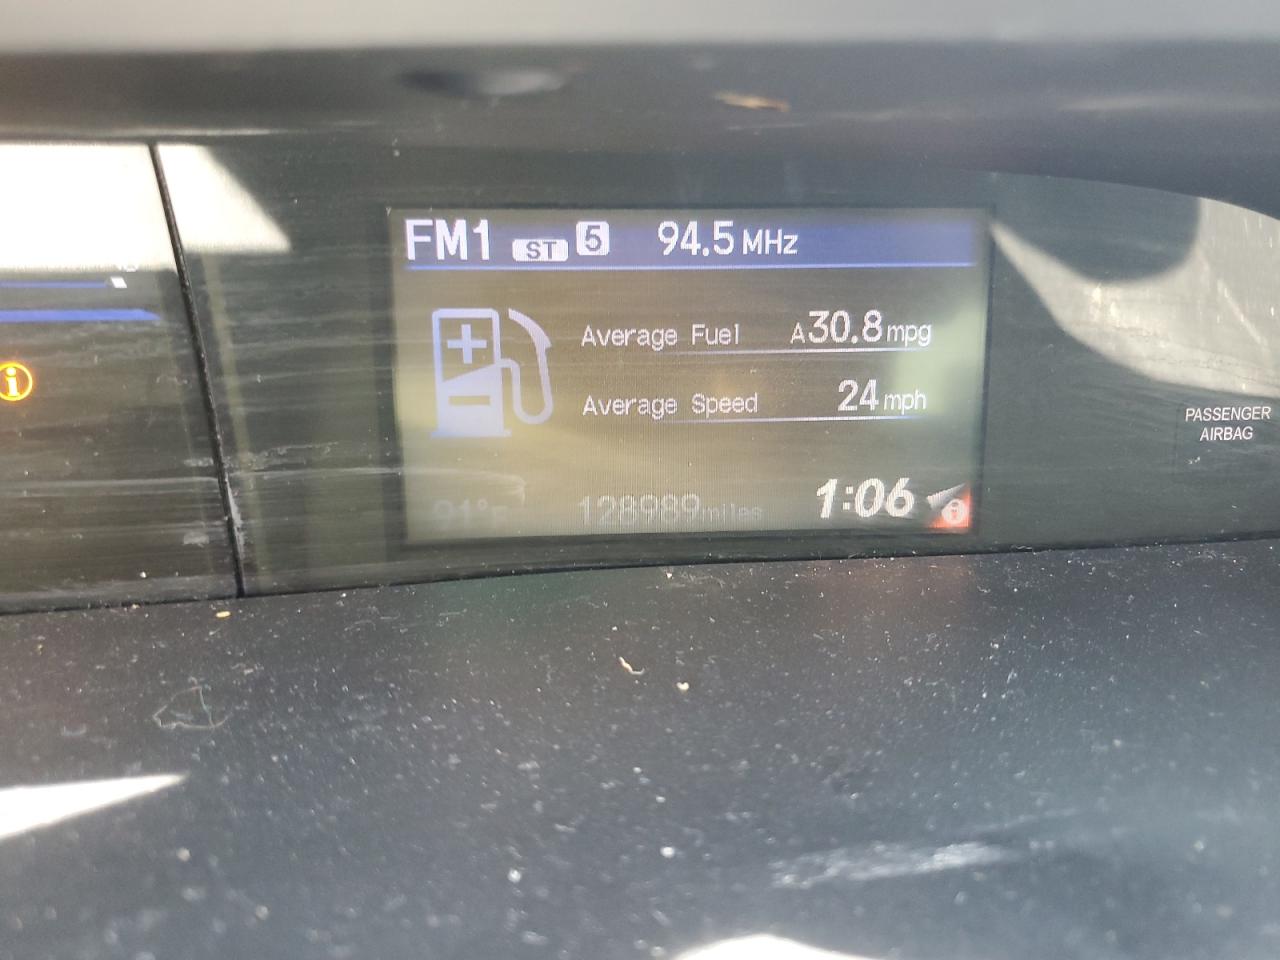 FM1 ST 5 94.5 MHz
Average Fuel A30.8 mpg
Average Speed 24 mph
91°F 128989 miles 1:06
PASSENGER
AIRBAG